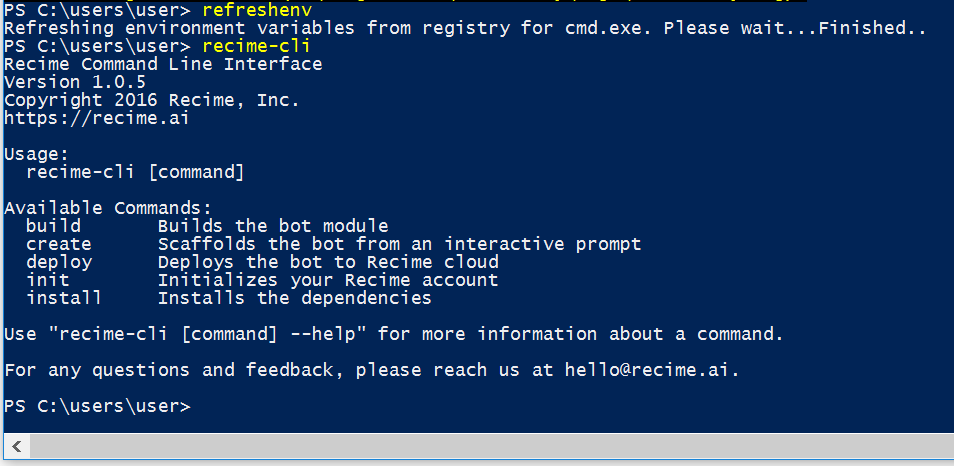 PS C:\users\user> refreshenv
Refreshing environment variables from registry for cmd.exe. Please wait...Finished..
PS C:\users\user> recime-cli
Recime Command Line Interface
Version 1.0.5
Copyright 2016 Recime, Inc.
https://recime.ai
Usage:
  recime-cli [command]
Available Commands:
  build       Builds the bot module
  create      Scaffolds the bot from an interactive prompt
  deploy      Deploys the bot to Recime cloud
  init        Initializes your Recime account
  install     Installs the dependencies
Use "recime-cli [command] --help" for more information about a command.
For any questions and feedback, please reach us at hello@recime.ai.
PS C:\users\user>